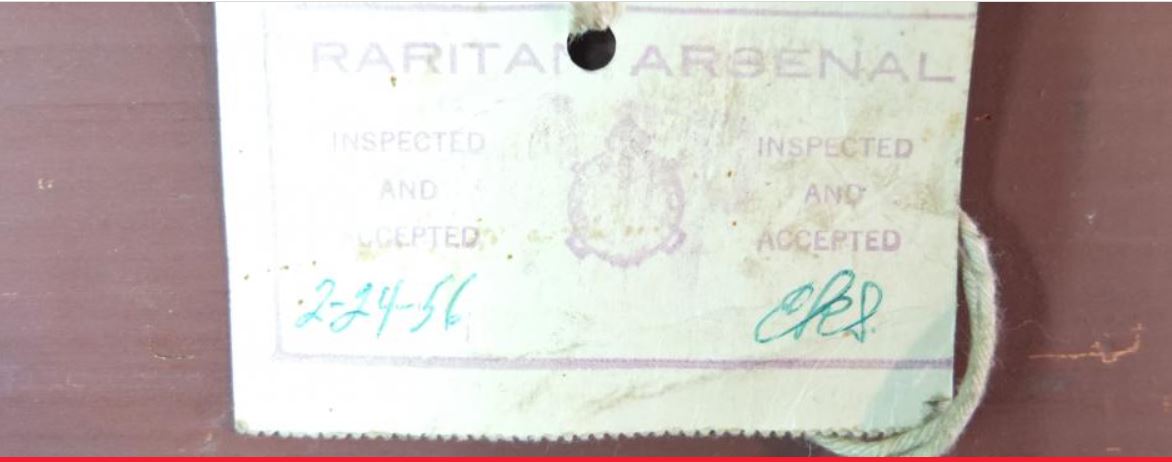 RARITAN ARSENAL
INSPECTED
AND
ACCEPTED
INSPECTED
AND
ACCEPTED
2-24-56